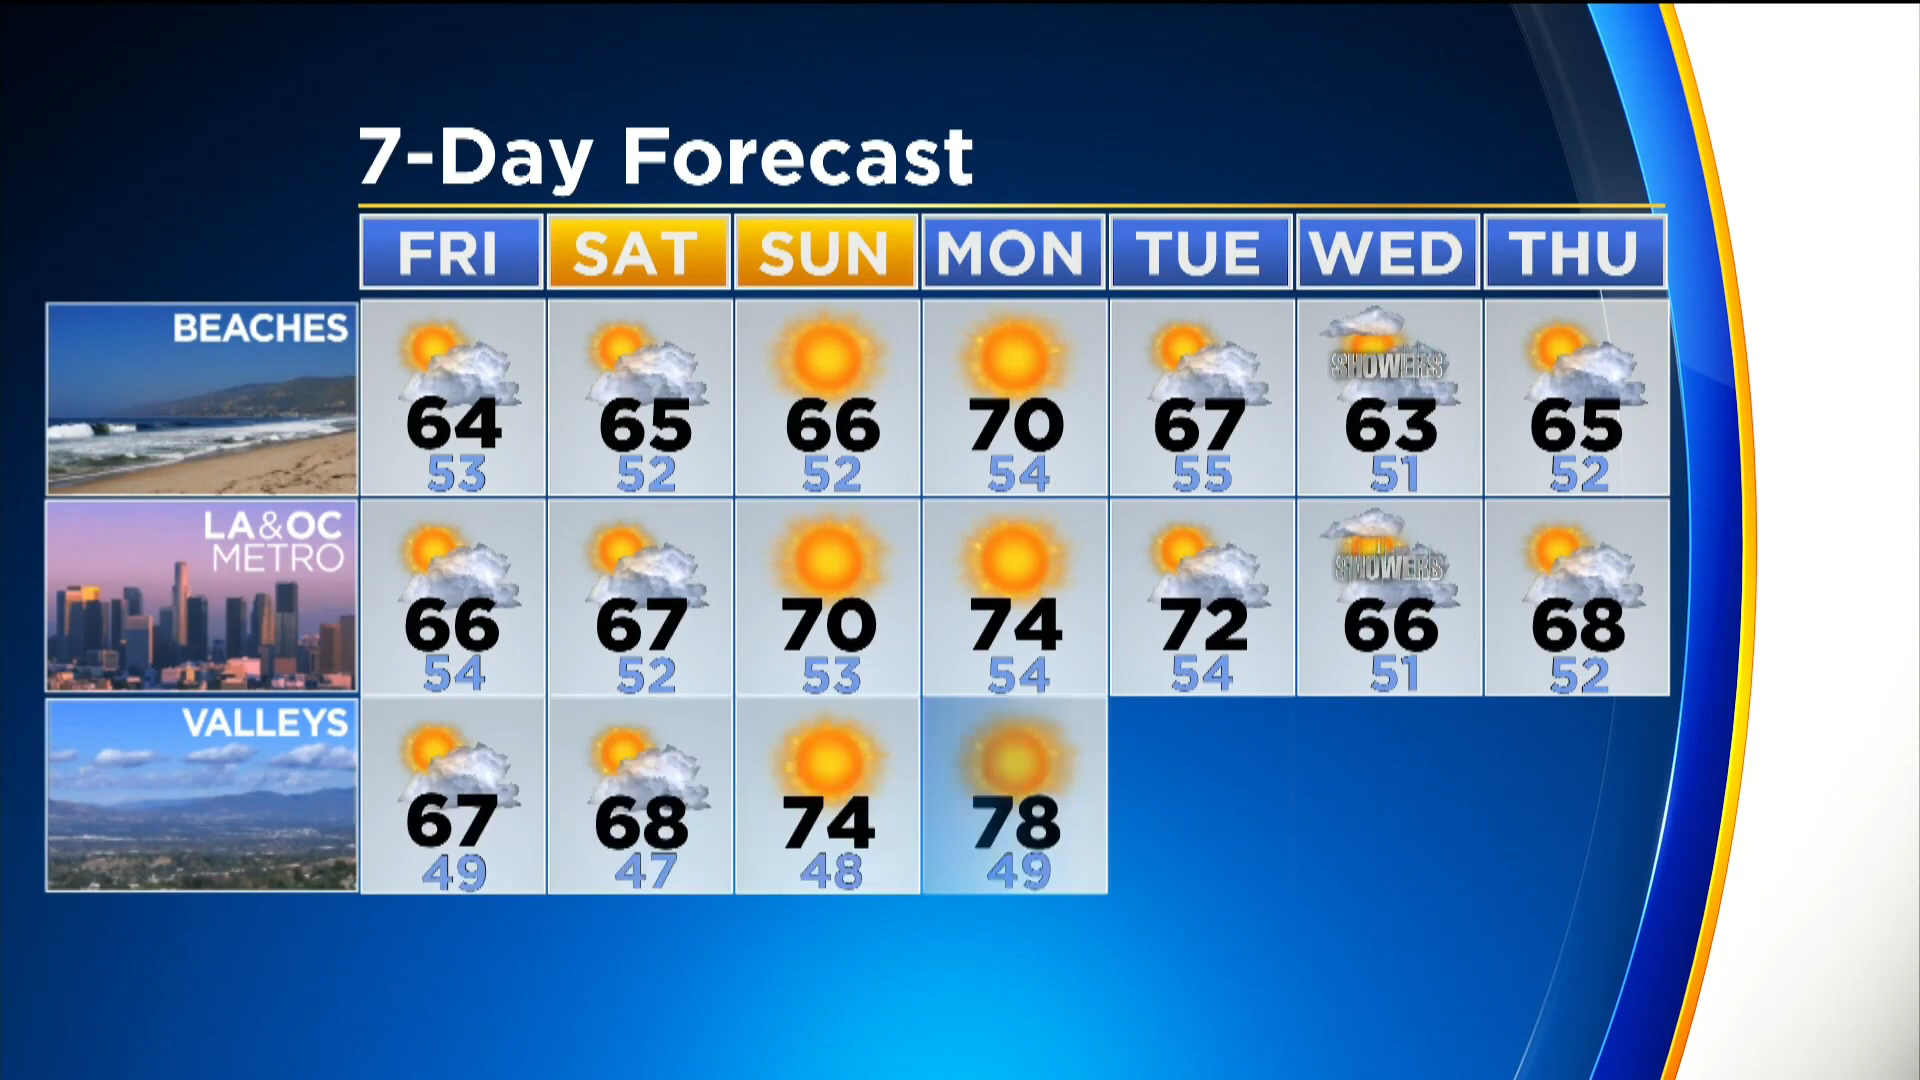 7-Day Forecast
FRI SAT SUN MON TUE WED THU
BEACHES
SHOWERS
64 65 66 70 67 63 65
53 52 52 54 55 51 52
LA&OC
METRO
SHOWERS
66 67 70 74 72 66 68
54 52 53 54 54 51 52
VALLEYS
67 68 74 78
49 47 48 49